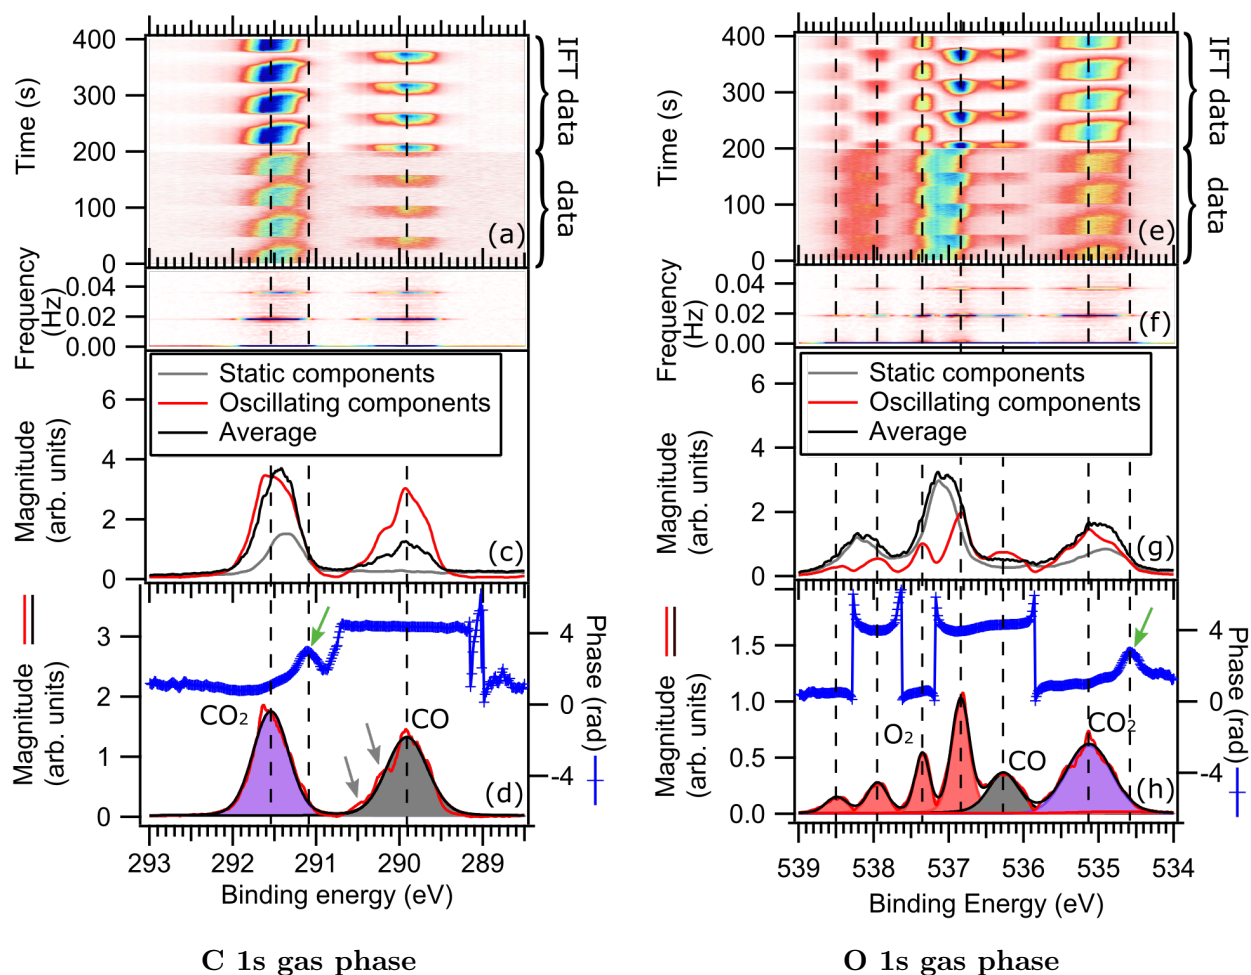 400
300
200
100
0
Time (s)
IFT data
data
(a)
0.04
0.02
0.00
Frequency
(Hz)
Static components
Oscillating components
Average
6
4
2
0
Magnitude
(arb. units)
(c)
3
2
1
0
Magnitude
(arb. units)
CO2
CO
(d)
4
0
-4
Phase (rad)
293
292
291
290
289
Binding energy (eV)
C 1s gas phase
400
300
200
100
0
Time (s)
IFT data
data
(e)
0.04
0.02
0.00
Frequency
(Hz)
(f)
Static components
Oscillating components
Average
6
4
2
0
Magnitude
(arb. units)
(g)
1.5
1.0
0.5
0.0
Magnitude
(arb. units)
O2
CO
CO2
(h)
4
0
-4
Phase (rad)
539
538
537
536
535
534
Binding Energy (eV)
O 1s gas phase